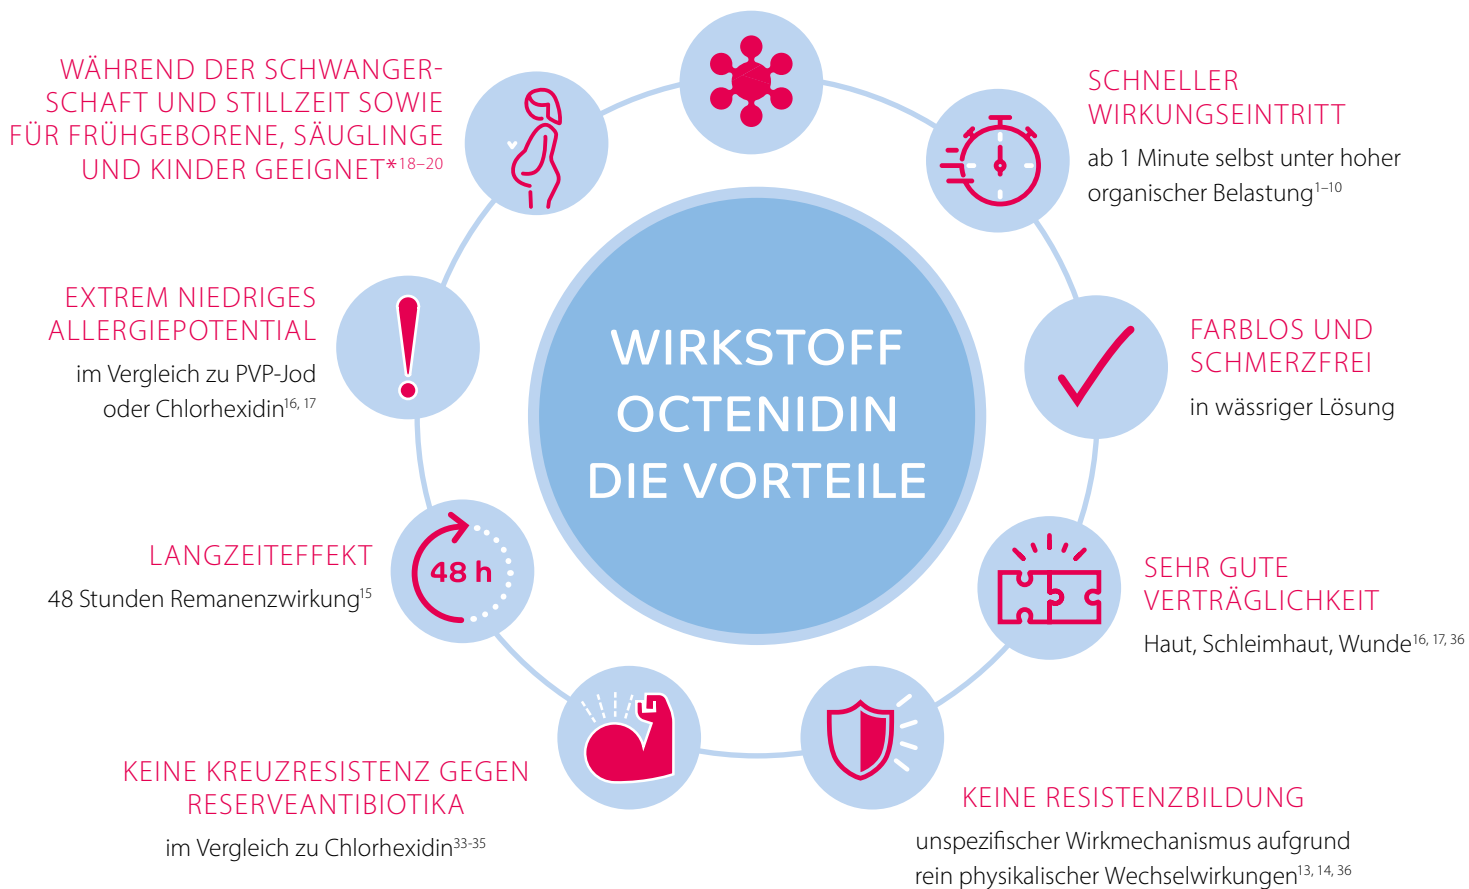 WIRKSTOFF
OCTENIDIN
DIE VORTEILE
SCHNELLER
WIRKUNGSEINTRITT
ab 1 Minute selbst unter hoher
organischer Belastung1–10
FARBLOS UND
SCHMERZFREI
in wässriger Lösung
SEHR GUTE
VERTRÄGLICHKEIT
Haut, Schleimhaut, Wunde16, 17, 36
KEINE RESISTENZBILDUNG
unspezifischer Wirkmechanismus aufgrund
rein physikalischer Wechselwirkungen13, 14, 36
KEINE KREUZRESISTENZ GEGEN
RESERVEANTIBIOTIKA
im Vergleich zu Chlorhexidin33-35
LANGZEITEFFEKT
48 Stunden Remanenzwirkung15
48 h
EXTREM NIEDRIGES
ALLERGIEPOTENTIAL
im Vergleich zu PVP-Jod
oder Chlorhexidin16, 17
WÄHREND DER SCHWANGER-
SCHAFT UND STILLZEIT SOWIE
FÜR FRÜHGEBORENE, SÄUGLINGE
UND KINDER GEEIGNET*18–20